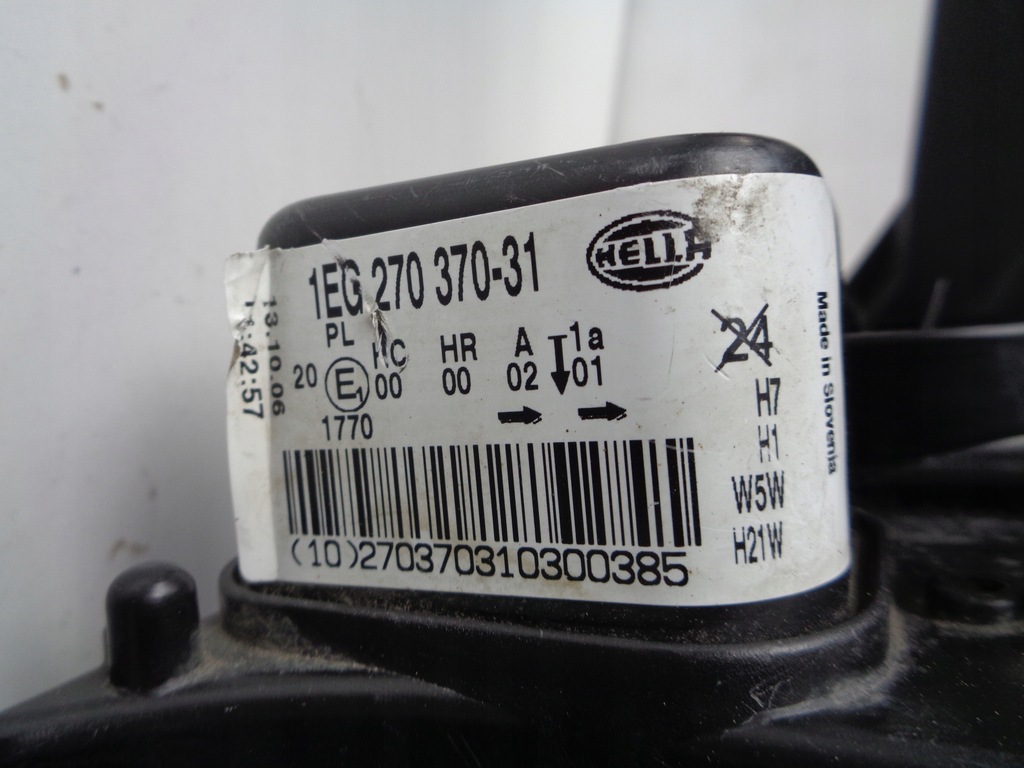 1EG 270 370-31
HELLA
PL HC HR A 1a
20 E1 00 00 02 01
1770
24
H7
H1
W5W
H21W
(10)270370310300385
Made in Slovenia
13.10.06
:42:57